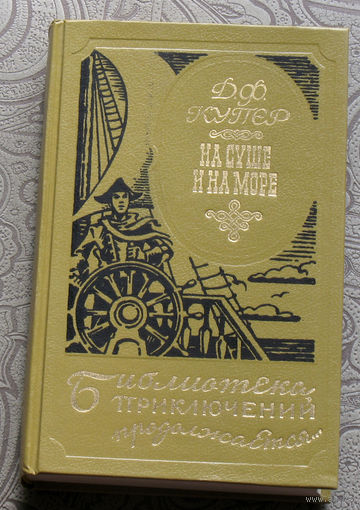 Д.Ф.
КУПЕР
НА СУШЕ
И НА МОРЕ
Библиотека
ПРИКЛЮЧЕНИЙ
продолжается...